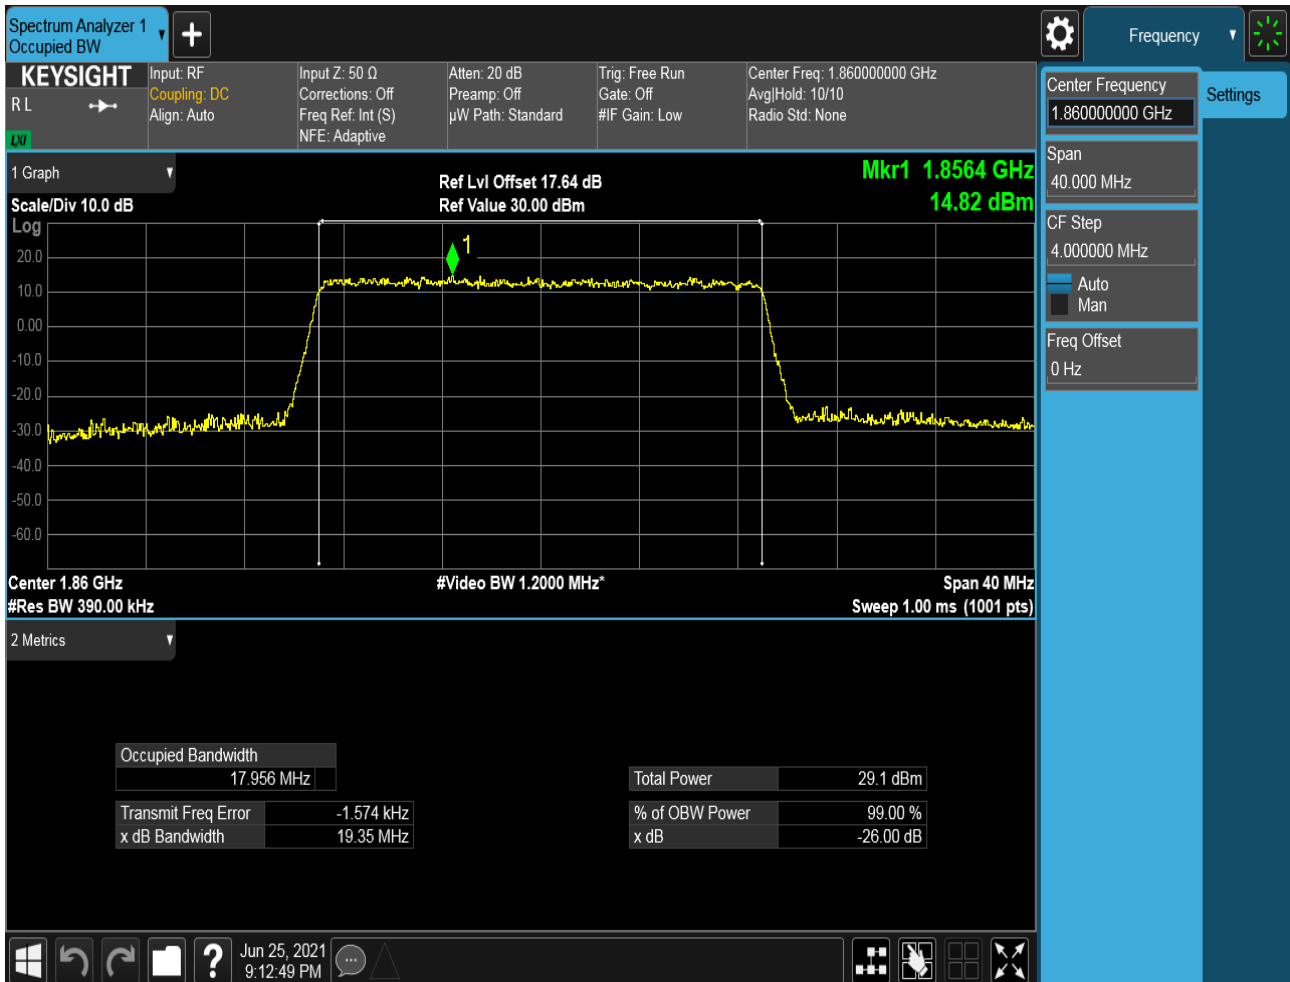 Spectrum Analyzer 1
Occupied BW
Frequency
KEYSIGHT
R L
LXI
Input: RF
Coupling: DC
Align: Auto
Input Z: 50 Ω
Corrections: Off
Freq Ref: Int (S)
NFE: Adaptive
Atten: 20 dB
Preamp: Off
µW Path: Standard
Trig: Free Run
Gate: Off
#IF Gain: Low
Center Freq: 1.860000000 GHz
Avg|Hold: 10/10
Radio Std: None
Center Frequency
1.860000000 GHz
Settings
Span
40.000 MHz
CF Step
4.000000 MHz
Auto
Man
Freq Offset
0 Hz
1 Graph
Scale/Div 10.0 dB
Log
Ref Lvl Offset 17.64 dB
Ref Value 30.00 dBm
Mkr1 1.8564 GHz
14.82 dBm
1
20.0
10.0
0.00
-10.0
-20.0
-30.0
-40.0
-50.0
-60.0
Center 1.86 GHz
#Res BW 390.00 kHz
#Video BW 1.2000 MHz*
Span 40 MHz
Sweep 1.00 ms (1001 pts)
2 Metrics
Occupied Bandwidth
17.956 MHz
Transmit Freq Error -1.574 kHz
x dB Bandwidth 19.35 MHz
Total Power 29.1 dBm
% of OBW Power 99.00 %
x dB -26.00 dB
Jun 25, 2021
9:12:49 PM